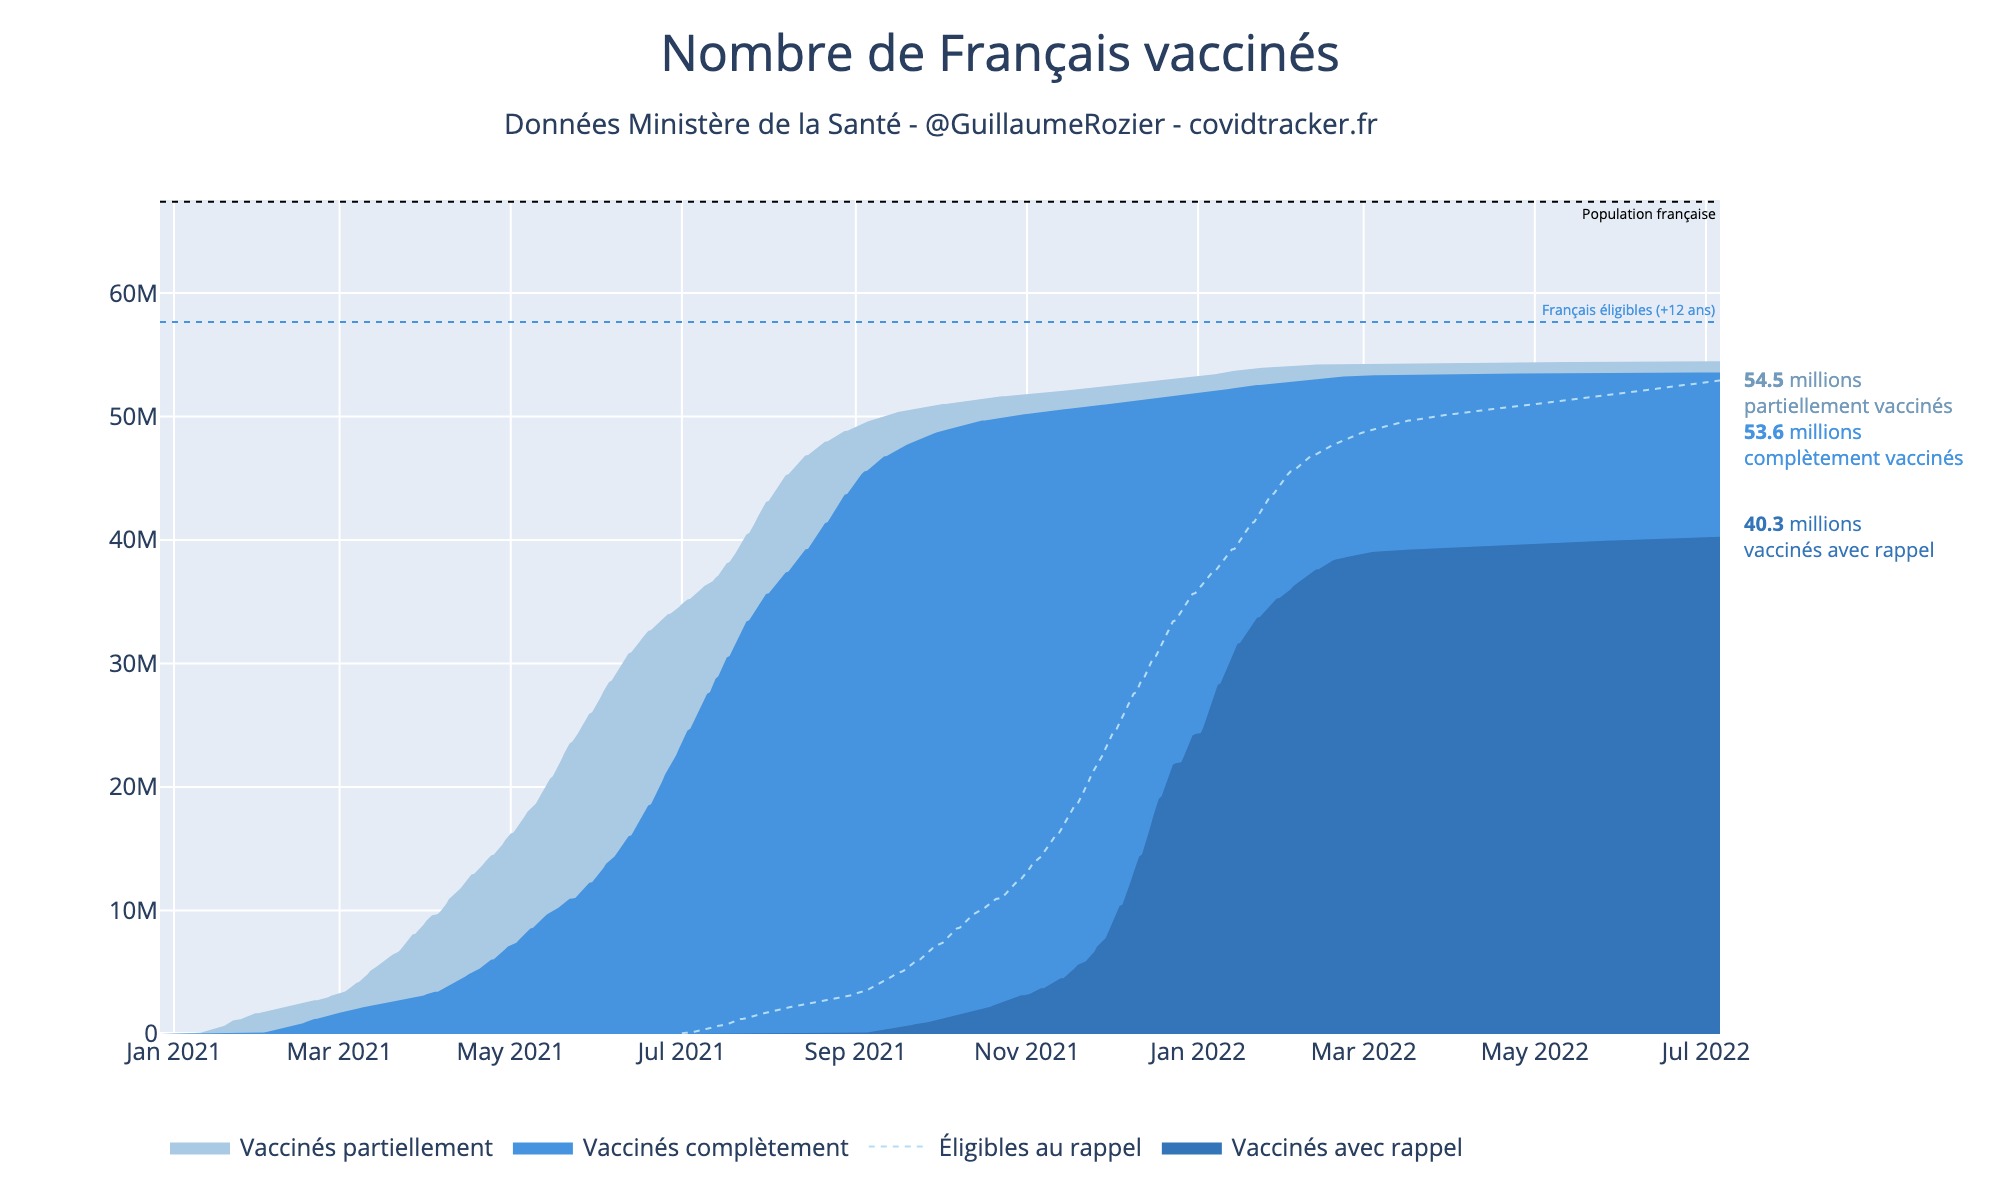 Nombre de Français vaccinés
Données Ministère de la Santé - @GuillaumeRozier - covidtracker.fr
Population française
60M
Français éligibles (+12 ans)
54.5 millions
partiellement vaccinés
50M
53.6 millions
complètement vaccinés
40.3 millions
vaccinés avec rappel
40M
30M
20M
10M
0
Jan 2021 Mar 2021 May 2021 Jul 2021 Sep 2021 Nov 2021 Jan 2022 Mar 2022 May 2022 Jul 2022
Vaccinés partiellement Vaccinés complètement Éligibles au rappel Vaccinés avec rappel